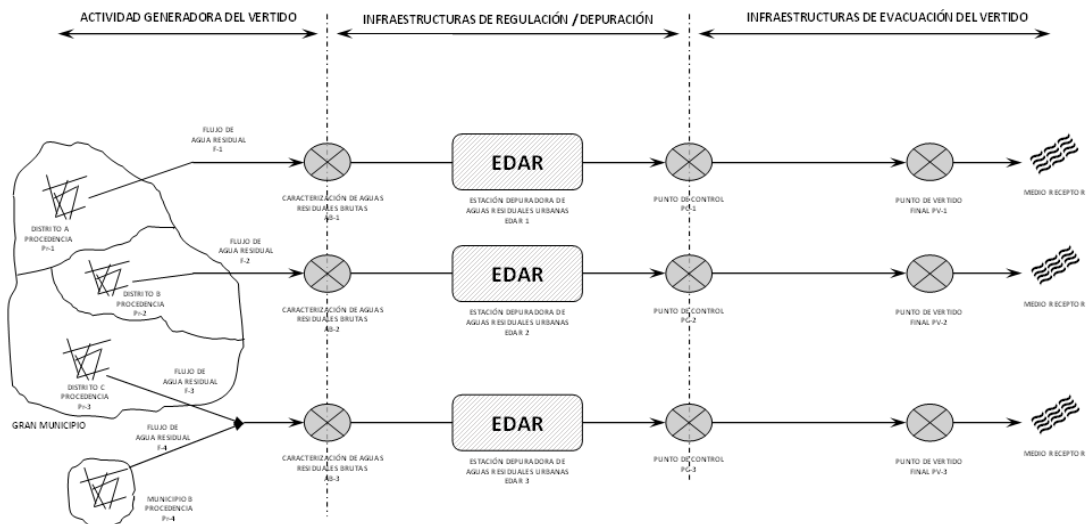 ACTIVIDAD GENERADORA DEL VERTIDO
INFRAESTRUCTURAS DE REGULACIÓN / DEPURACIÓN
INFRAESTRUCTURAS DE EVACUACIÓN DEL VERTIDO
FLUJO DE
AGUA RESIDUAL
F-1
EDAR
DISTRITO A
PROCEDENCIA
Pr-1
CARACTERIZACIÓN DE AGUAS
RESIDUALES BRUTAS
AB-1
ESTACIÓN DEPURADORA DE
AGUAS RESIDUALES URBANAS
EDAR 1
PUNTO DE CONTROL
PC-1
PUNTO DE VERTIDO
FINAL PV-1
MEDIO RECEPTOR
FLUJO DE
AGUA RESIDUAL
F-2
EDAR
DISTRITO B
PROCEDENCIA
Pr-2
CARACTERIZACIÓN DE AGUAS
RESIDUALES BRUTAS
AB-2
ESTACIÓN DEPURADORA DE
AGUAS RESIDUALES URBANAS
EDAR 2
PUNTO DE CONTROL
PC-2
PUNTO DE VERTIDO
FINAL PV-2
MEDIO RECEPTOR
FLUJO DE
AGUA RESIDUAL
F-3
DISTRITO C
PROCEDENCIA
Pr-3
GRAN MUNICIPIO
FLUJO DE
AGUA RESIDUAL
F-4
EDAR
CARACTERIZACIÓN DE AGUAS
RESIDUALES BRUTAS
AB-3
ESTACIÓN DEPURADORA DE
AGUAS RESIDUALES URBANAS
EDAR 3
PUNTO DE CONTROL
PC-3
PUNTO DE VERTIDO
FINAL PV-3
MEDIO RECEPTOR
MUNICIPIO B
PROCEDENCIA
Pr-4